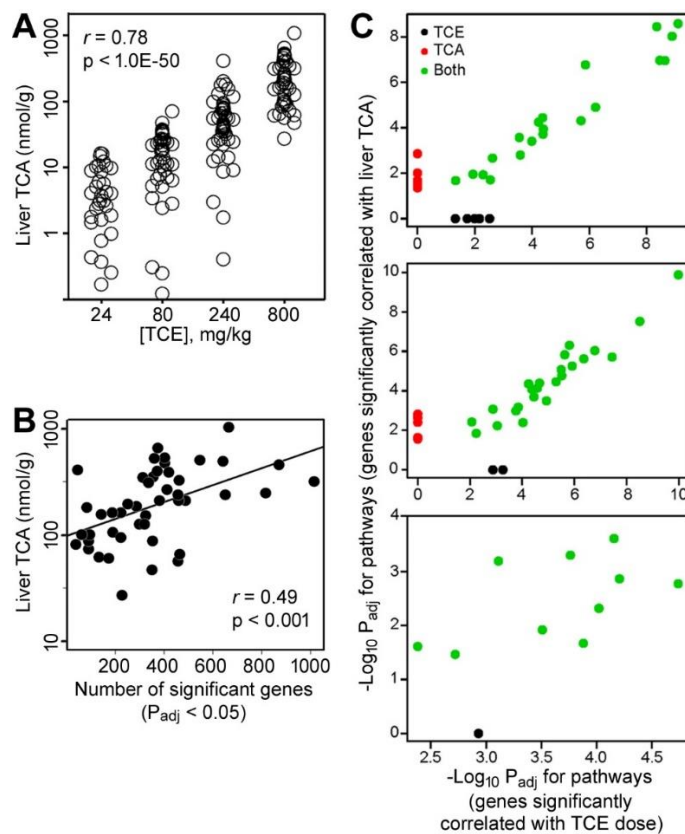 A
r = 0.78
p < 1.0E-50
Liver TCA (nmol/g)
1000
100
10
1
24
80
240
800
[TCE], mg/kg
B
Liver TCA (nmol/g)
1000
100
10
r = 0.49
p < 0.001
200
400
600
800
1000
Number of significant genes
(Padj < 0.05)
C
TCE
TCA
Both
8
6
4
2
0
0
2
4
6
8
10
8
6
4
2
0
0
2
4
6
8
10
4
3
2
1
0
2.5
3.0
3.5
4.0
4.5
-Log10 Padj for pathways (genes significantly correlated with liver TCA)
-Log10 Padj for pathways
(genes significantly
correlated with TCE dose)